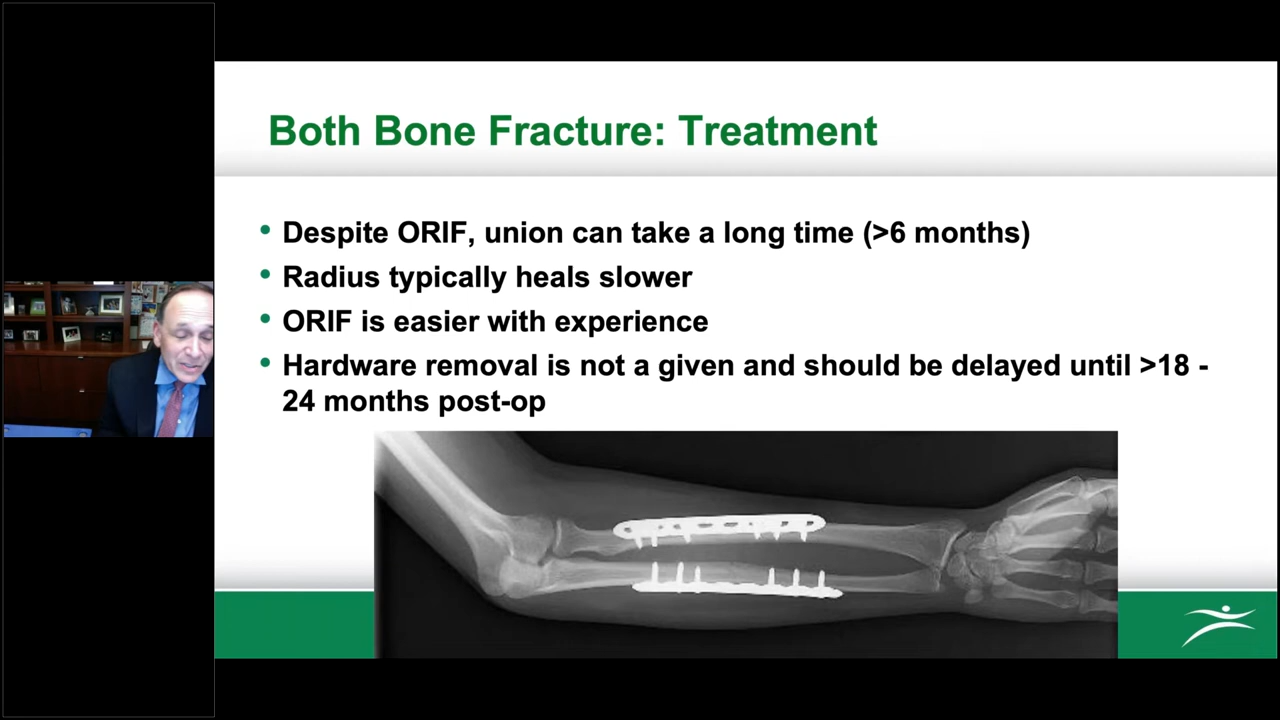 Both Bone Fracture: Treatment
• Despite ORIF, union can take a long time (>6 months)
• Radius typically heals slower
• ORIF is easier with experience
• Hardware removal is not a given and should be delayed until >18 -
24 months post-op